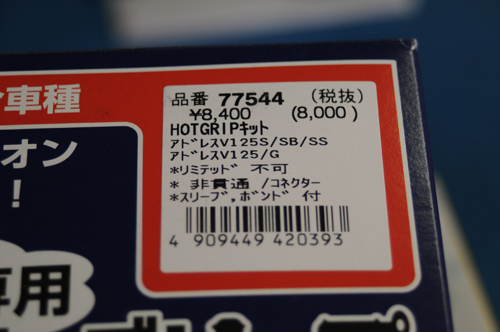 車種
オン
！
専用
品番 77544 (税抜)
¥8,400 (8,000)
HOTGRIPｷｯﾄ
ｱﾄﾞﾚｽV125S/SB/SS
ｱﾄﾞﾚｽV125/G
*ﾘﾐﾃﾃﾞｯﾄﾞ 不可
* 非貫通 /ｺﾈｸﾀｰ
*ｽﾘｰﾌﾞ,ﾎﾞﾝﾄﾞ 付
4 909449 420393